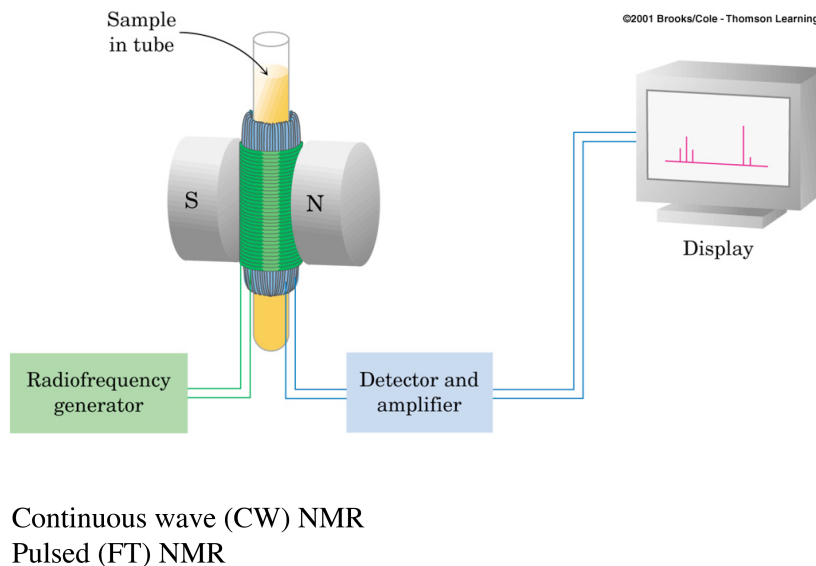 ©2001 Brooks/Cole - Thomson Learning
Sample
in tube
S
N
Display
Radiofrequency
generator
Detector and
amplifier
Continuous wave (CW) NMR
Pulsed (FT) NMR